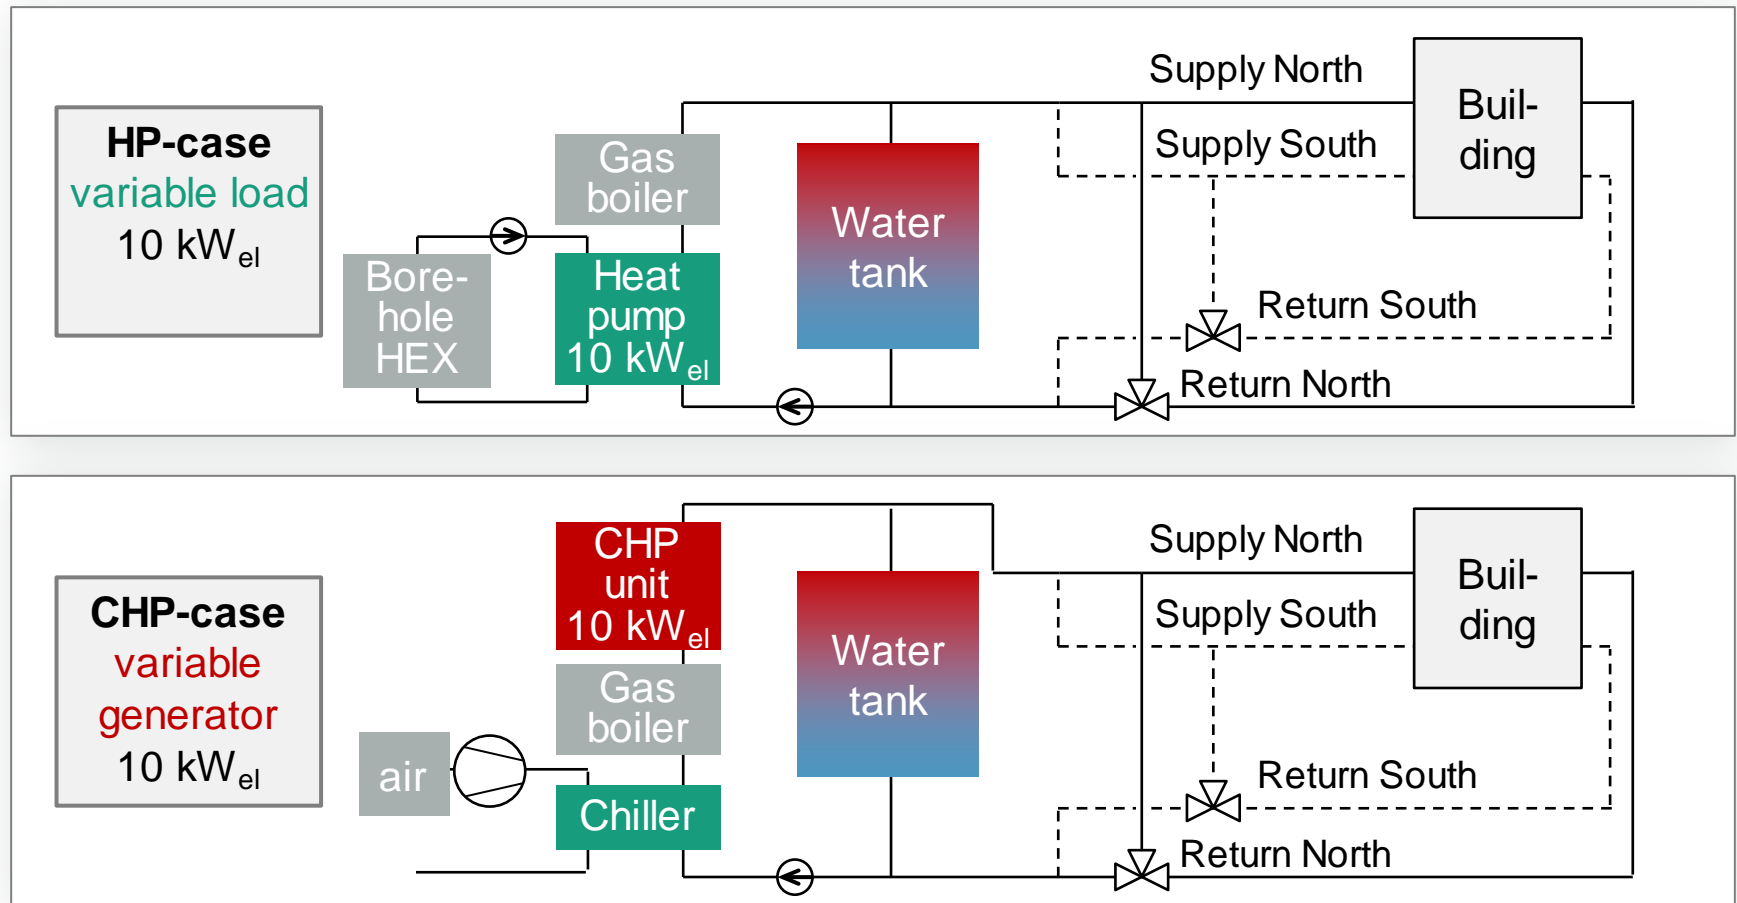 HP-case
variable load
10 kWel
Bore-
hole
HEX
Gas
boiler
Heat
pump
10 kWel
Water
tank
Supply North
Supply South
Return South
Return North
Buil-
ding
CHP-case
variable
generator
10 kWel
air
CHP
unit
10 kWel
Gas
boiler
Chiller
Water
tank
Supply North
Supply South
Return South
Return North
Buil-
ding